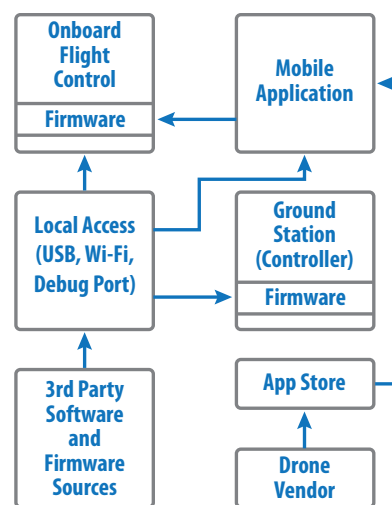 Onboard
Flight
Control
Firmware
Mobile
Application
Local Access
(USB, Wi-Fi,
Debug Port)
Ground
Station
(Controller)
Firmware
3rd Party
Software
and
Firmware
Sources
App Store
Drone
Vendor